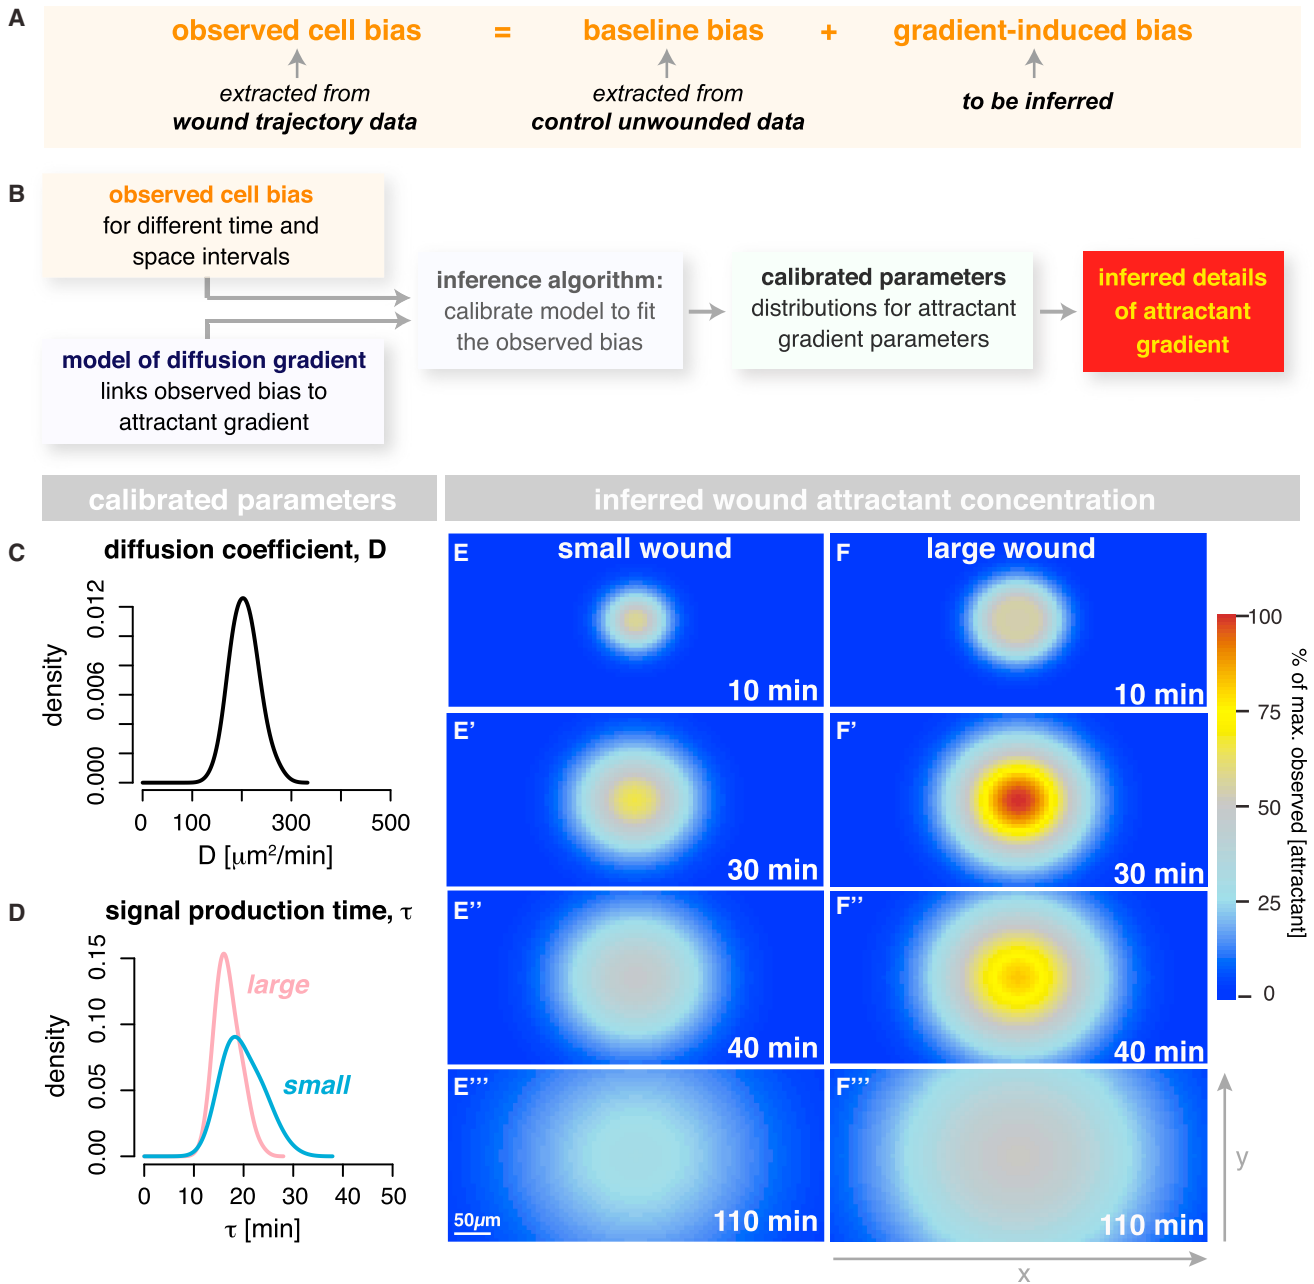 A
observed cell bias = baseline bias + gradient-induced bias
extracted from
wound trajectory data
extracted from
control unwounded data
to be inferred
B
observed cell bias
for different time and
space intervals
model of diffusion gradient
links observed bias to
attractant gradient
inference algorithm:
calibrate model to fit
the observed bias
calibrated parameters
distributions for attractant
gradient parameters
inferred details
of attractant
gradient
calibrated parameters
inferred wound attractant concentration
C
diffusion coefficient, D
density
0.012
0.006
0.000
0 100 300 500
D [μm²/min]
D
signal production time, τ
density
0.15
0.10
0.05
0.00
large
small
0 10 20 30 40 50
τ [min]
E
small wound
10 min
F
large wound
10 min
E'
30 min
F'
30 min
E''
40 min
F''
40 min
E'''
50μm
110 min
F'''
110 min
100
75
50
25
0
% of max. observed [attractant]
y
x